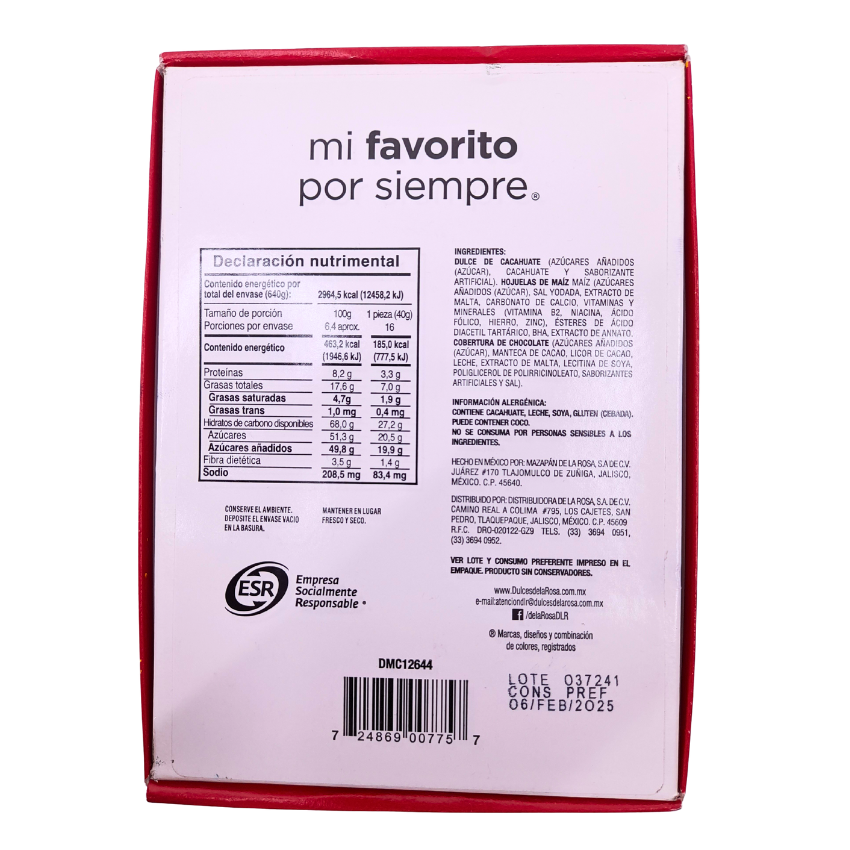 mi favorito
por siempre®
Declaración nutrimental
Contenido energético por
total del envase (640g): 2964,5 kcal (12458,2 kJ)
Tamaño de porción 100g 1 pieza (40g)
Porciones por envase 6,4 aprox. 16
Contenido energético 463,2 kcal 185,0 kcal
(1946,6 kJ) (777,5 kJ)
Proteínas 8,2 g 3,3 g
Grasas totales 17,6 g 7,0 g
Grasas saturadas 4,7g 1,9 g
Grasas trans 1,0 mg 0,4 mg
Hidratos de carbono disponibles 68,0 g 27,2 g
Azúcares 51,3 g 20,5 g
Azúcares añadidos 49,8 g 19,9 g
Fibra dietética 3,5 g 1,4 g
Sodio 208,5 mg 83,4 mg
CONSERVE EL AMBIENTE.
DEPOSITE EL ENVASE VACIO
EN LA BASURA.
MANTENER EN LUGAR
FRESCO Y SECO.
ESR
Empresa
Socialmente
Responsable ®
INGREDIENTES:
DULCE DE CACAHUATE (AZÚCARES AÑADIDOS
(AZÚCAR), CACAHUATE Y SABORIZANTE
ARTIFICIAL). HOJUELAS DE MAÍZ MAÍZ (AZÚCARES
AÑADIDOS (AZÚCAR), SAL YODADA, EXTRACTO DE
MALTA, CARBONATO DE CALCIO, VITAMINAS Y
MINERALES (VITAMINA B2, NIACINA, ÁCIDO
FÓLICO, HIERRO, ZINC), ÉSTERES DE ÁCIDO
DIACETIL TARTÁRICO, BHA, EXTRACTO DE ANNATO.
COBERTURA DE CHOCOLATE (AZÚCARES AÑADIDOS
(AZÚCAR), MANTECA DE CACAO, LICOR DE CACAO,
LECHE, EXTRACTO DE MALTA, LECITINA DE SOYA,
POLIGLICEROL DE POLIRRICINOLEATO, SABORIZANTES
ARTIFICIALES Y SAL).
INFORMACIÓN ALERGÉNICA:
CONTIENE CACAHUATE, LECHE, SOYA, GLUTEN (CEBADA).
PUEDE CONTENER COCO.
NO SE CONSUMA POR PERSONAS SENSIBLES A LOS
INGREDIENTES.
HECHO EN MÉXICO POR: MAZAPÁN DE LA ROSA, S.A DE C.V.
JUÁREZ #170 TLAJOMULCO DE ZUÑIGA, JALISCO,
MÉXICO. C.P. 45640.
DISTRIBUIDO POR: DISTRIBUIDORA DE LA ROSA, S.A. DE C.V.
CAMINO REAL A COLIMA #795, LOS CAJETES, SAN
PEDRO, TLAQUEPAQUE, JALISCO, MÉXICO. C.P. 45609
R.F.C. DRO-020122-GZ9 TELS. (33) 3694 0951,
(33) 3694 0952.
VER LOTE Y CONSUMO PREFERENTE IMPRESO EN EL
EMPAQUE. PRODUCTO SIN CONSERVADORES.
www.DulcesdelaRosa.com.mx
e-mail:atenciondlr@dulcesdelarosa.com.mx
/delaRosaDLR
® Marcas, diseños y combinación
de colores, registrados
DMC12644
7 24869 00775 7
LOTE 037241
CONS PREF
06/FEB/2025